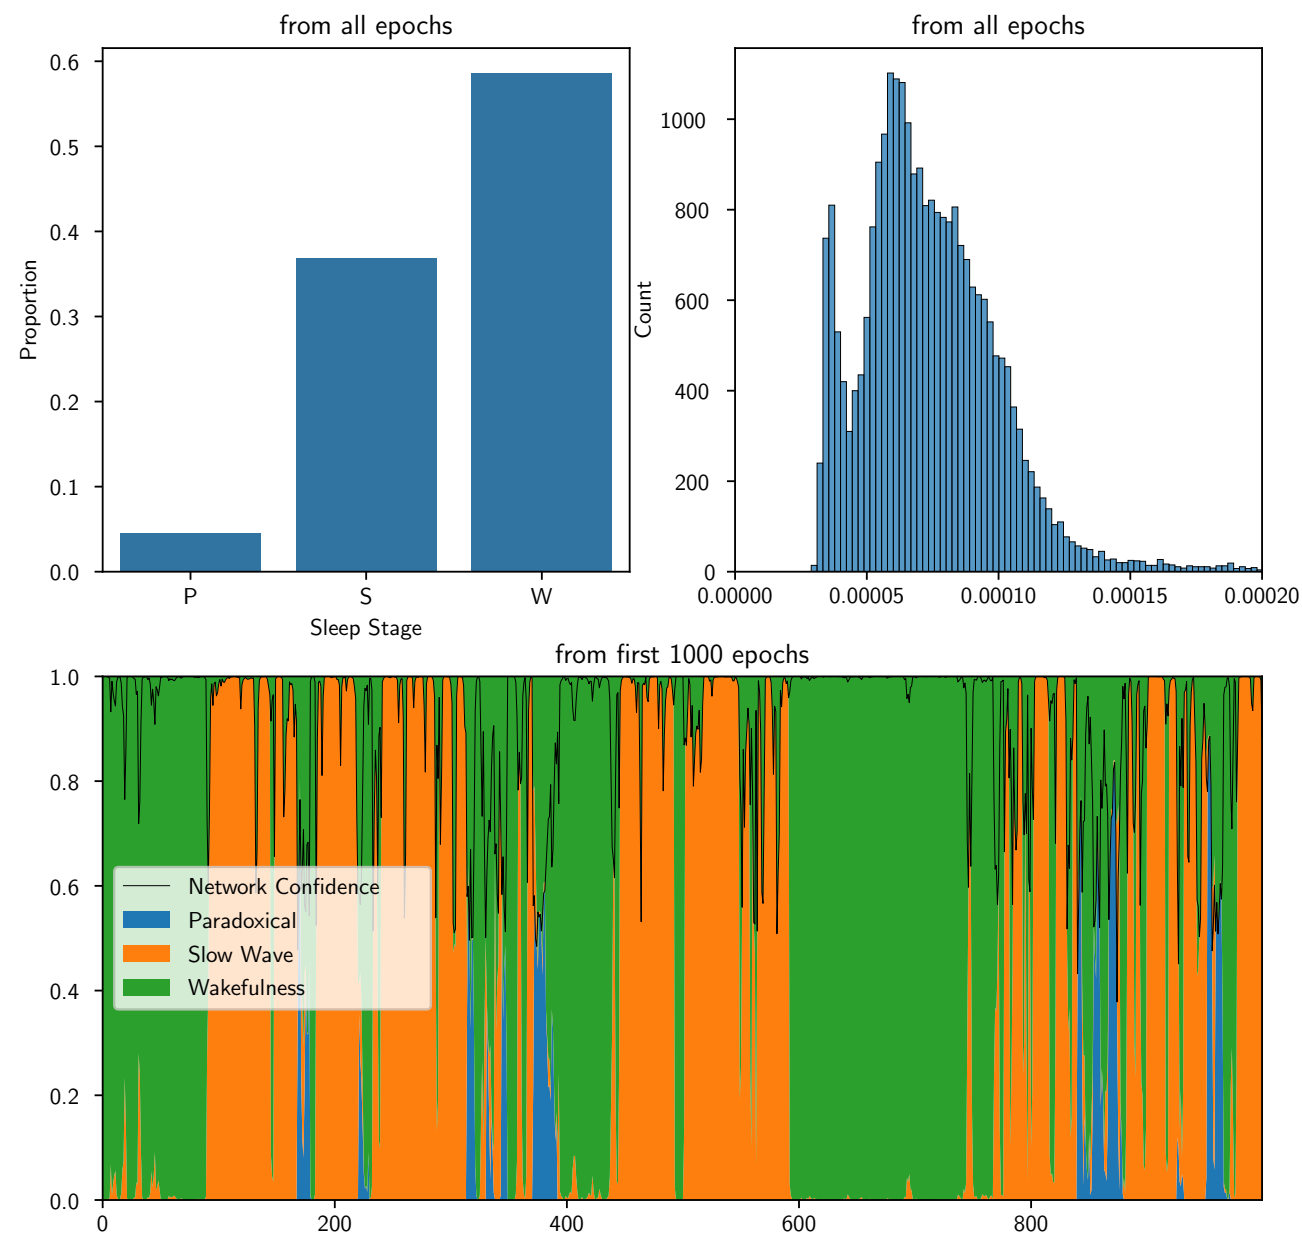 from all epochs
0.6
0.5
0.4
0.3
0.2
0.1
0.0
Proportion
P S W
Sleep Stage
from all epochs
1000
800
600
400
200
0
Count
0.00000 0.00005 0.00010 0.00015 0.00020
from first 1000 epochs
1.0
0.8
0.6
0.4
0.2
0.0
Network Confidence
Paradoxical
Slow Wave
Wakefulness
0 200 400 600 800